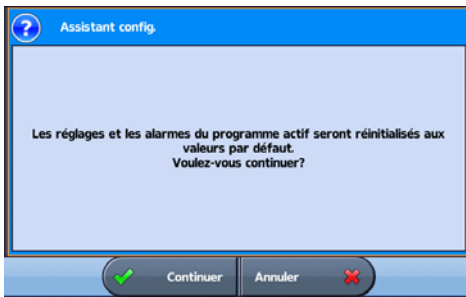 Assistant config.
Les réglages et les alarmes du programme actif seront réinitialisés aux
valeurs par défaut.
Voulez-vous continuer?
Continuer
Annuler